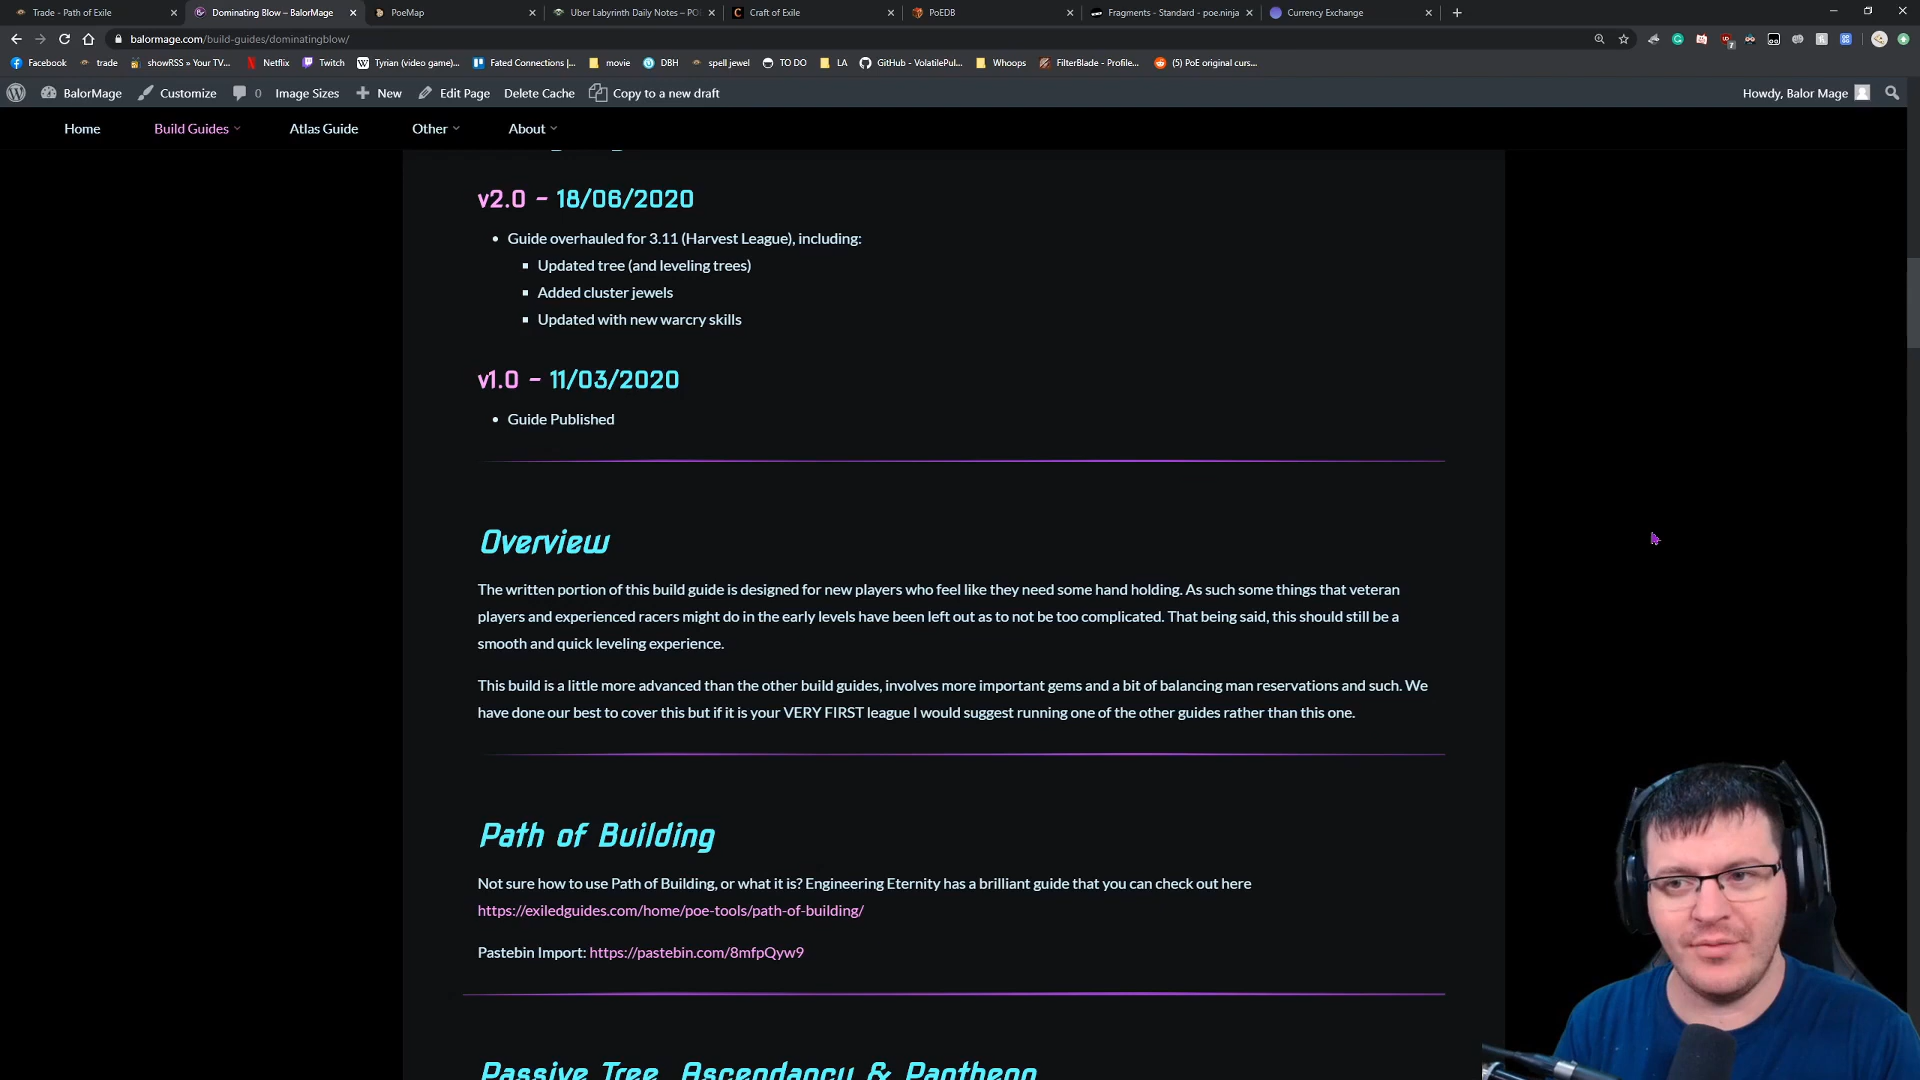 Trade - Path of Exile
Dominating Blow – BalorMage
PoeMap
Uber Labyrinth Daily Notes – PO
Craft of Exile
PoEDB
Fragments - Standard - poe.ninja
Currency Exchange
balormage.com/build-guides/dominatingblow/
Facebook
trade
showRSS » Your TV...
Netflix
Twitch
Tyrian (video game)...
Fated Connections |...
movie
DBH
spell jewel
TO DO
LA
GitHub - VolatilePul...
Whoops
FilterBlade - Profile...
(5) PoE original curs...
BalorMage
Customize
0
Image Sizes
New
Edit Page
Delete Cache
Copy to a new draft
Howdy, Balor Mage
Home
Build Guides
Atlas Guide
Other
About
v2.0 – 18/06/2020
• Guide overhauled for 3.11 (Harvest League), including:
▪ Updated tree (and leveling trees)
▪ Added cluster jewels
▪ Updated with new warcry skills
v1.0 – 11/03/2020
• Guide Published
Overview
The written portion of this build guide is designed for new players who feel like they need some hand holding. As such some things that veteran
players and experienced racers might do in the early levels have been left out as to not be too complicated. That being said, this should still be a
smooth and quick leveling experience.
This build is a little more advanced than the other build guides, involves more important gems and a bit of balancing man reservations and such. We
have done our best to cover this but if it is your VERY FIRST league I would suggest running one of the other guides rather than this one.
Path of Building
Not sure how to use Path of Building, or what it is? Engineering Eternity has a brilliant guide that you can check out here
https://exiledguides.com/home/poe-tools/path-of-building/
Pastebin Import: https://pastebin.com/8mfpQyw9
Passive Tree, Ascendancy & Pantheon